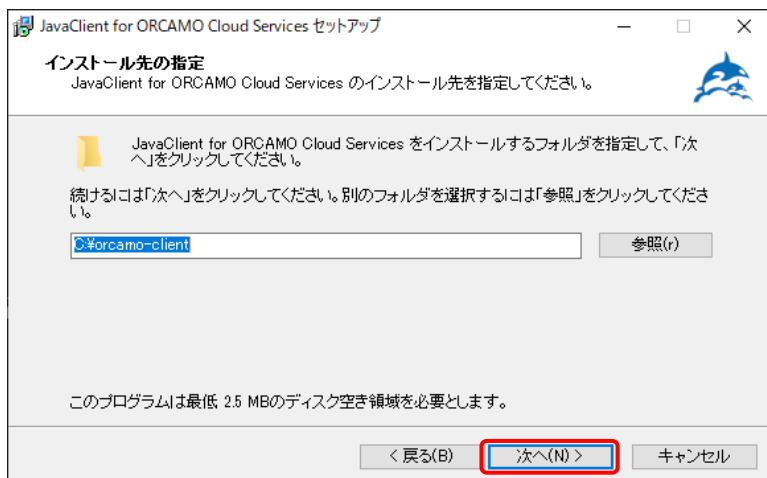 JavaClient for ORCAMO Cloud Services セットアップ
インストール先の指定
JavaClient for ORCAMO Cloud Services のインストール先を指定してください。
JavaClient for ORCAMO Cloud Services をインストールするフォルダを指定して、「次
へ」をクリックしてください。
続けるには「次へ」をクリックしてください。別のフォルダを選択するには「参照」をクリックしてくださ
い。
C:¥orcamo-client
参照(r)
このプログラムは最低 2.5 MBのディスク空き領域を必要とします。
< 戻る(B) 次へ(N) > キャンセル